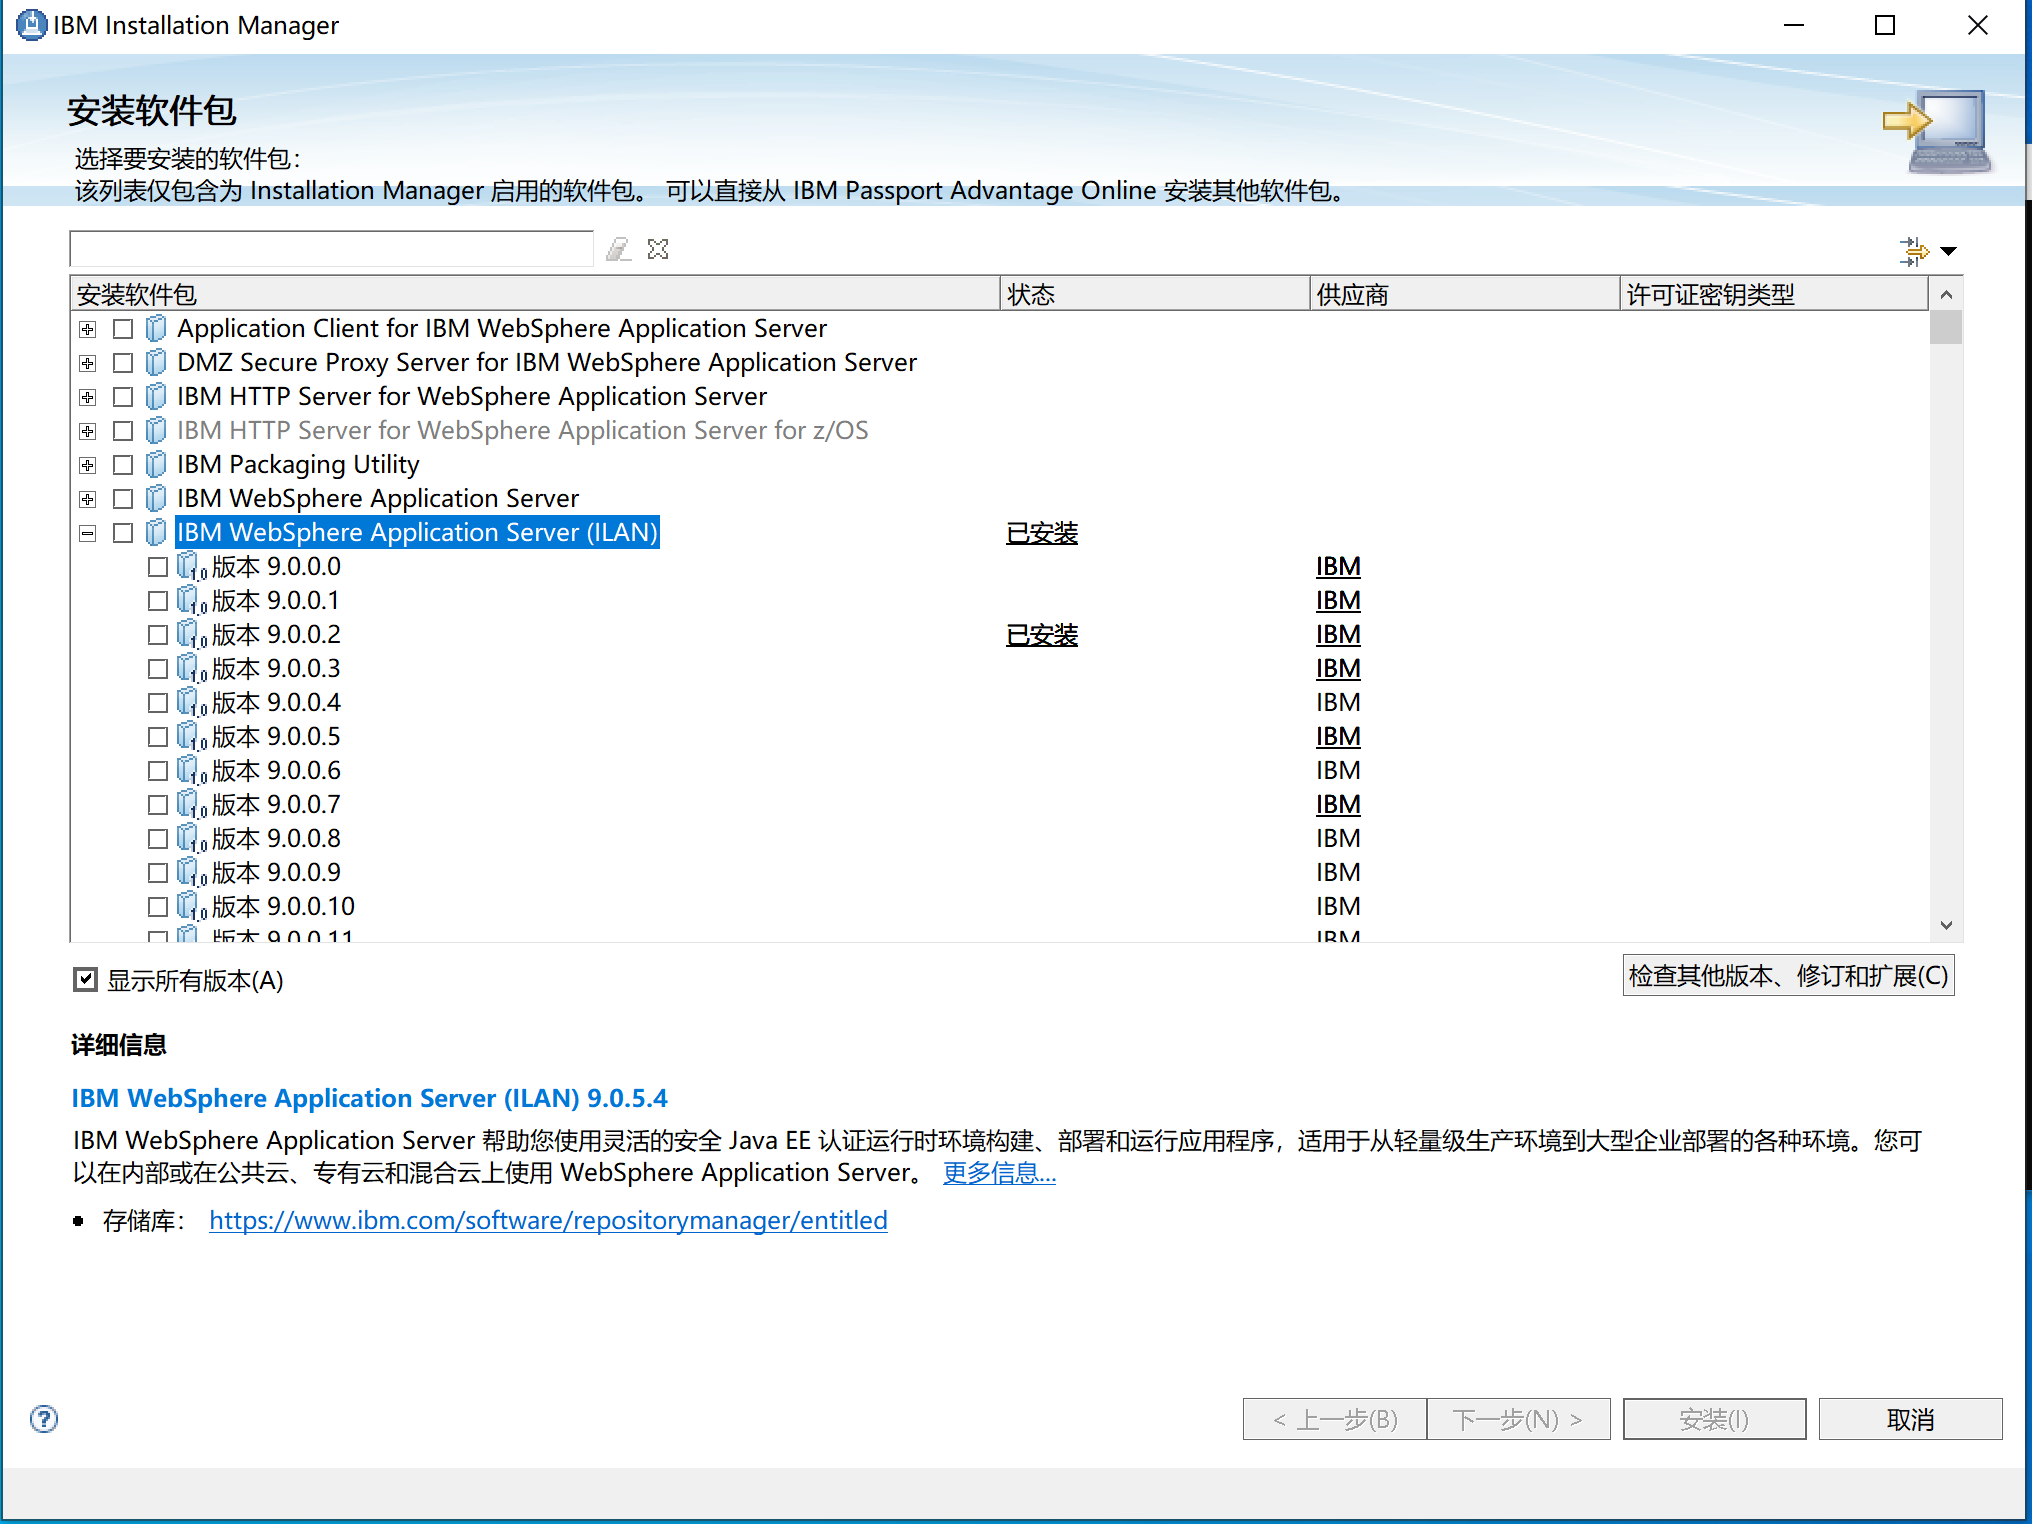 IBM Installation Manager
安装软件包
选择要安装的软件包：
该列表仅包含为 Installation Manager 启用的软件包。 可以直接从 IBM Passport Advantage Online 安装其他软件包。
安装软件包 状态 供应商 许可证密钥类型
Application Client for IBM WebSphere Application Server
DMZ Secure Proxy Server for IBM WebSphere Application Server
IBM HTTP Server for WebSphere Application Server
IBM HTTP Server for WebSphere Application Server for z/OS
IBM Packaging Utility
IBM WebSphere Application Server
IBM WebSphere Application Server (ILAN) 已安装
版本 9.0.0.0 IBM
版本 9.0.0.1 IBM
版本 9.0.0.2 已安装 IBM
版本 9.0.0.3 IBM
版本 9.0.0.4 IBM
版本 9.0.0.5 IBM
版本 9.0.0.6 IBM
版本 9.0.0.7 IBM
版本 9.0.0.8 IBM
版本 9.0.0.9 IBM
版本 9.0.0.10 IBM
版本 9.0.0.11 IBM
显示所有版本(A) 检查其他版本、修订和扩展(C)
详细信息
IBM WebSphere Application Server (ILAN) 9.0.5.4
IBM WebSphere Application Server 帮助您使用灵活的安全 Java EE 认证运行时环境构建、部署和运行应用程序，适用于从轻量级生产环境到大型企业部署的各种环境。您可
以在内部或在公共云、专有云和混合云上使用 WebSphere Application Server。 更多信息...
存储库： https://www.ibm.com/software/repositorymanager/entitled
< 上一步(B) 下一步(N) > 安装(I) 取消